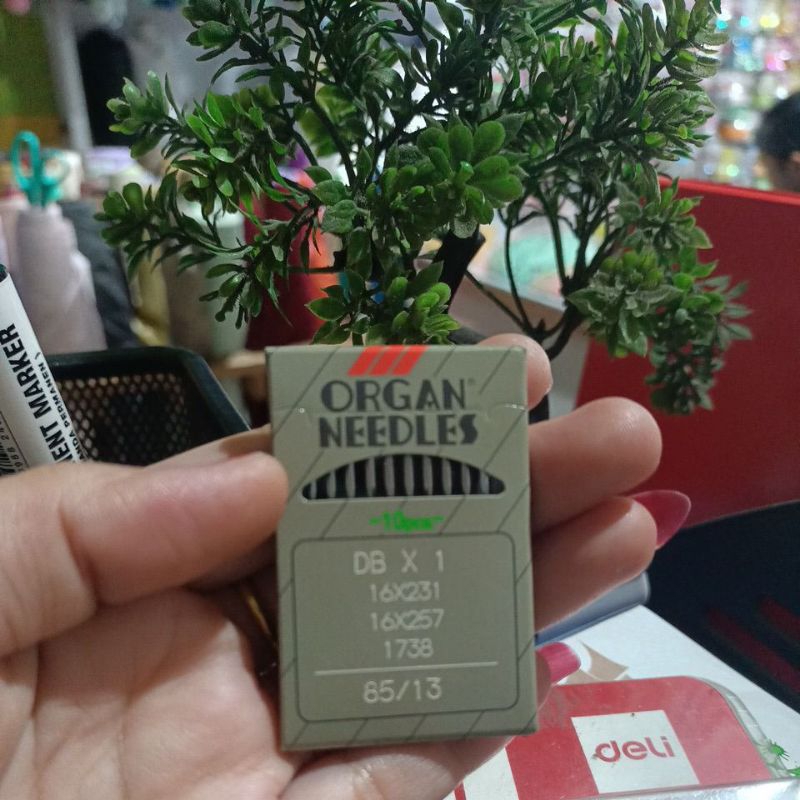 ORGAN®
NEEDLES
-10pcs-
DB X 1
16X231
16X257
1738
85/13
deli